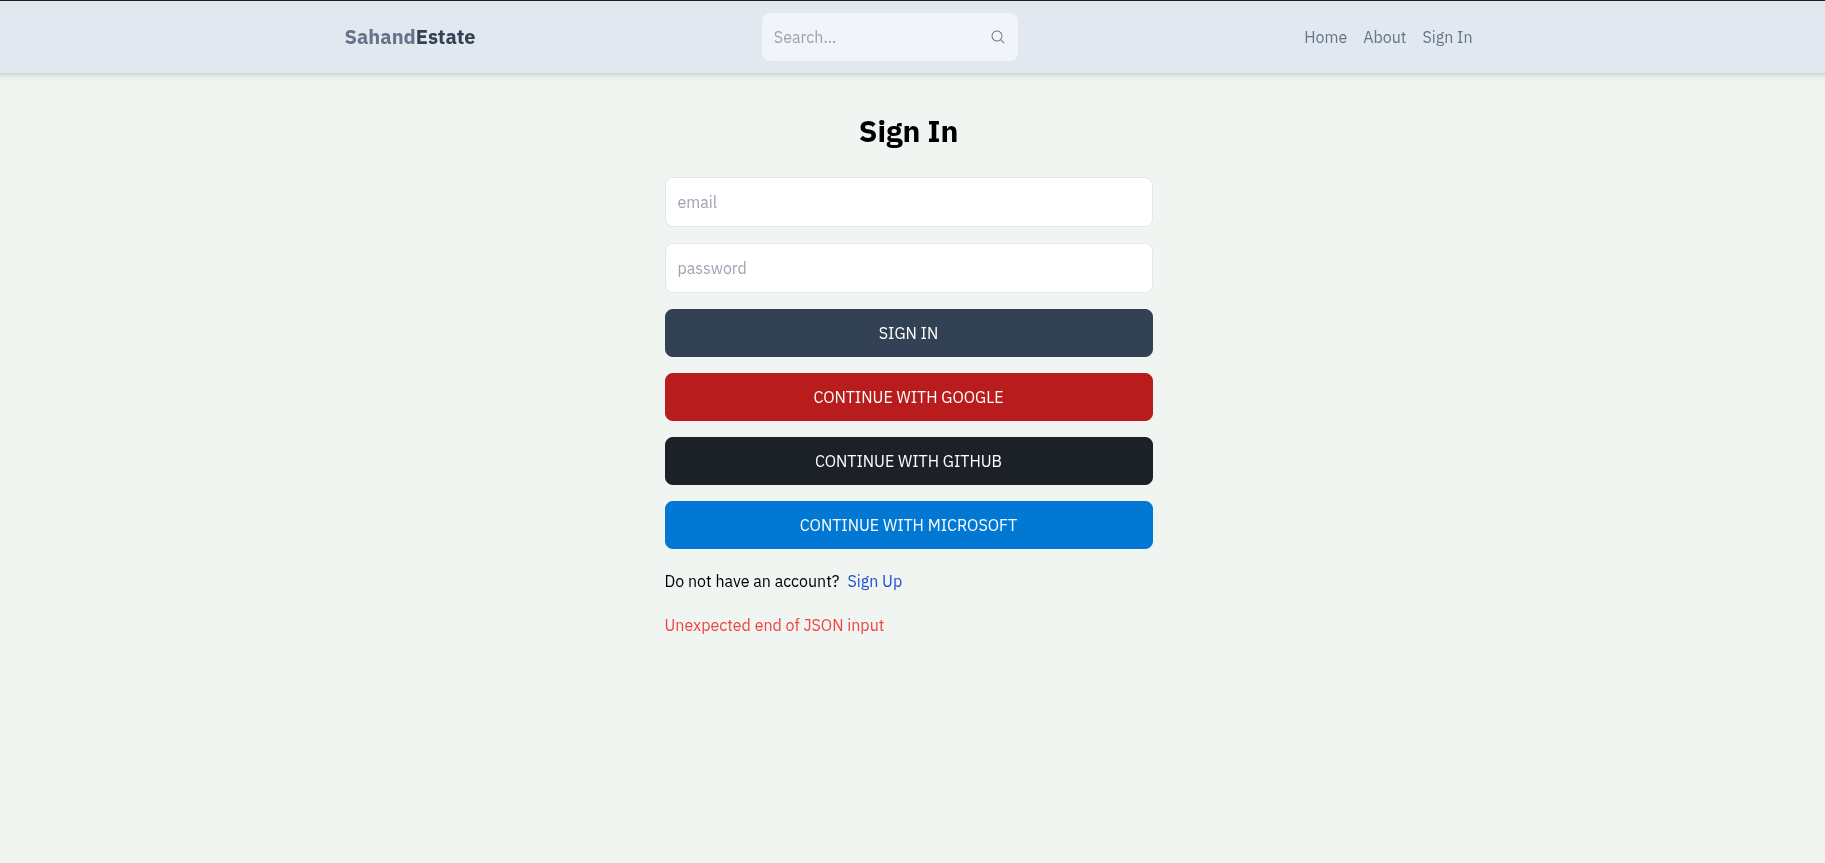 SahandEstate
Search...
Home About Sign In
Sign In
email
password
SIGN IN
CONTINUE WITH GOOGLE
CONTINUE WITH GITHUB
CONTINUE WITH MICROSOFT
Do not have an account? Sign Up
Unexpected end of JSON input